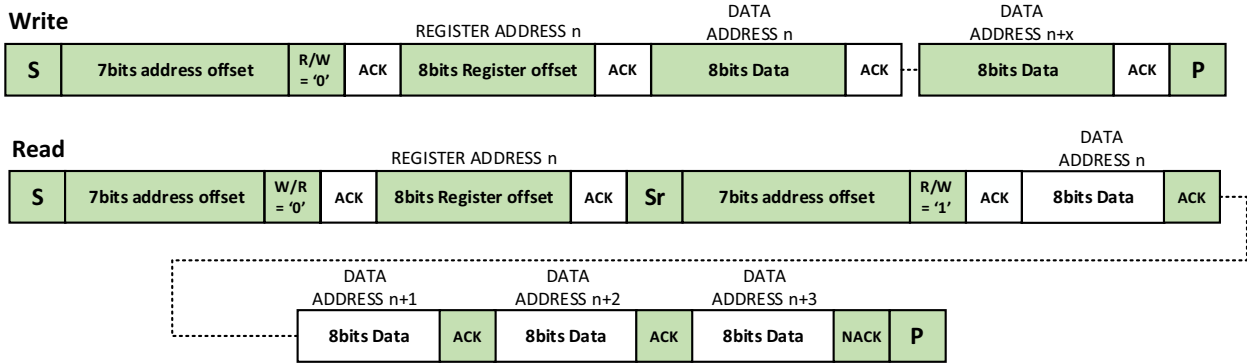 Write
REGISTER ADDRESS n
DATA
ADDRESS n
DATA
ADDRESS n+x
S 7bits address offset R/W = ‘0’ ACK 8bits Register offset ACK 8bits Data ACK 8bits Data ACK P
Read
REGISTER ADDRESS n
DATA
ADDRESS n
S 7bits address offset W/R = ‘0’ ACK 8bits Register offset ACK Sr 7bits address offset R/W = ‘1’ ACK 8bits Data ACK
DATA
ADDRESS n+1
DATA
ADDRESS n+2
DATA
ADDRESS n+3
8bits Data ACK 8bits Data ACK 8bits Data NACK P